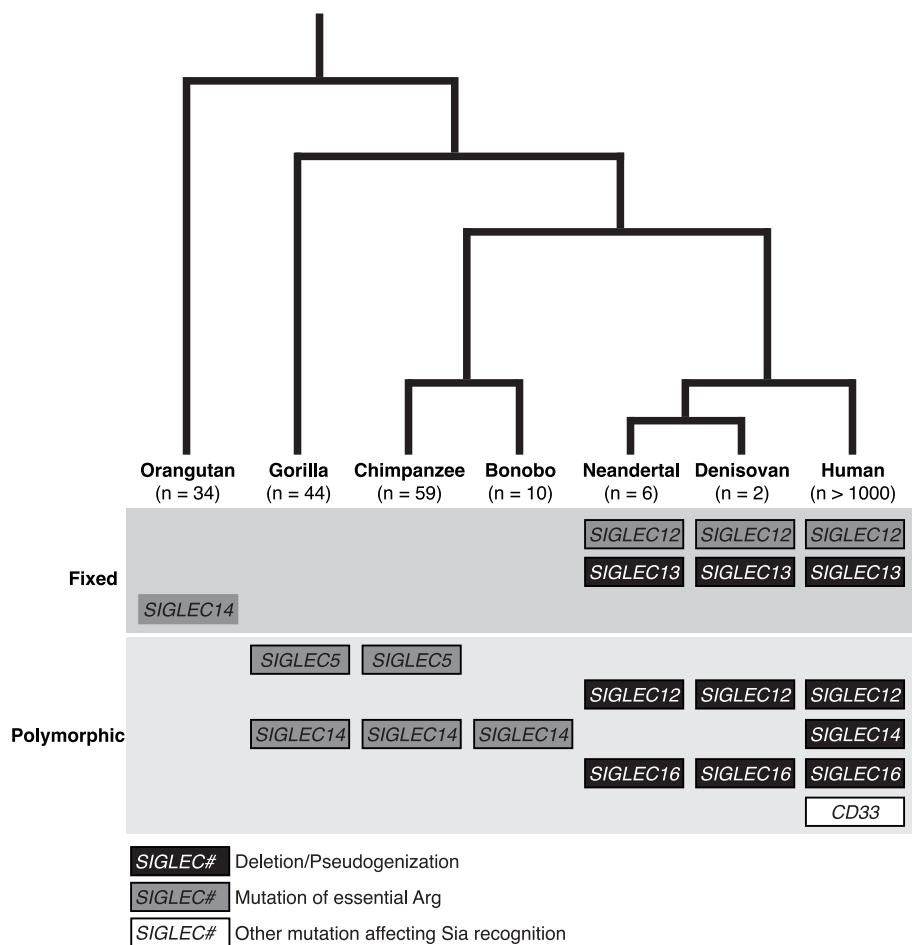 Orangutan Gorilla Chimpanzee Bonobo Neandertal Denisovan Human
(n = 34) (n = 44) (n = 59) (n = 10) (n = 6) (n = 2) (n > 1000)
SIGLEC12 SIGLEC12 SIGLEC12
Fixed SIGLEC13 SIGLEC13 SIGLEC13
SIGLEC14
SIGLEC5 SIGLEC5
SIGLEC12 SIGLEC12 SIGLEC12
Polymorphic SIGLEC14 SIGLEC14 SIGLEC14 SIGLEC14
SIGLEC16 SIGLEC16 SIGLEC16
CD33
SIGLEC# Deletion/Pseudogenization
SIGLEC# Mutation of essential Arg
SIGLEC# Other mutation affecting Sia recognition